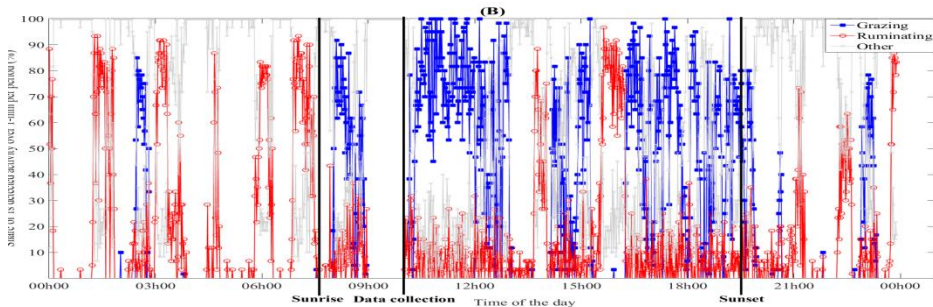 (B)
Grazing
Ruminating
Other
100
90
80
70
60
50
40
30
20
10
00h00 03h00 06h00 09h00 12h00 15h00 18h00 21h00 00h00
Sunrise Data collection Time of the day Sunset